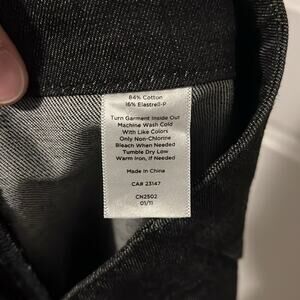 84% Cotton
16% Elastrell-P
Turn Garment Inside Out
Machine Wash Cold
With Like Colors
Only Non-Chlorine
Bleach When Needed
Tumble Dry Low
Warm Iron, If Needed
Made In China
CA# 23147
CN2502
01/11